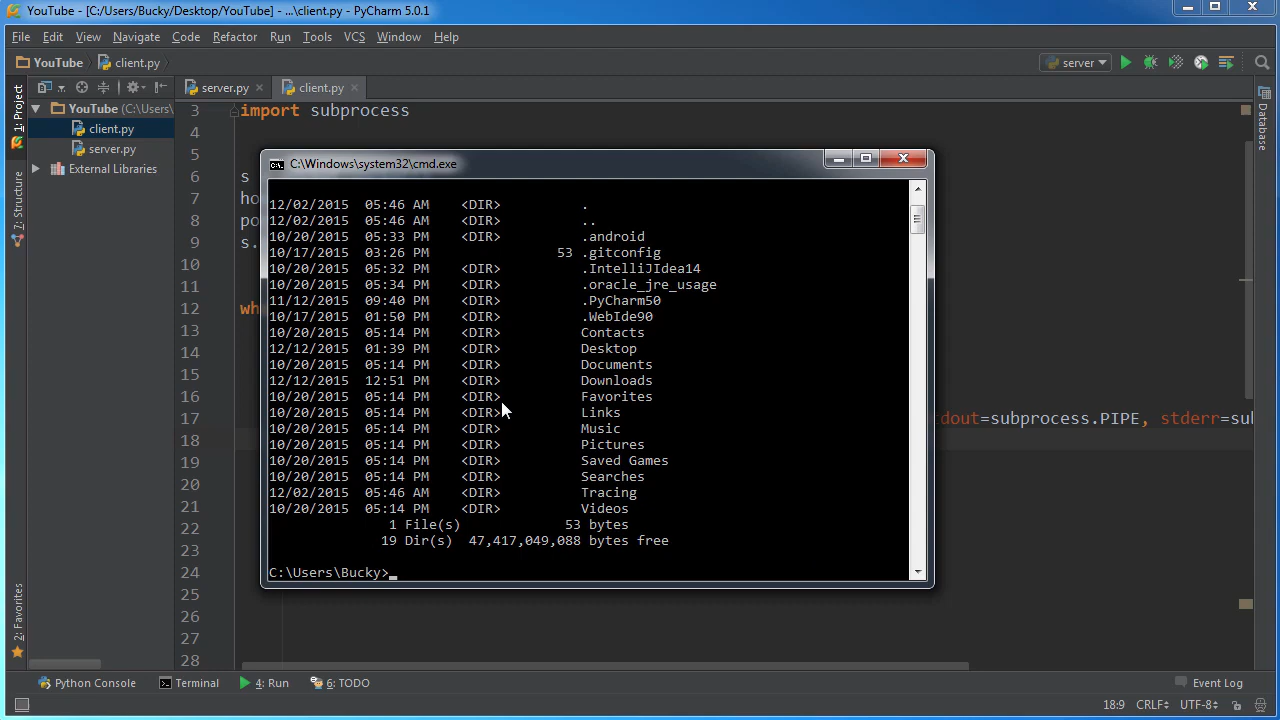 YouTube - [C:/Users/Bucky/Desktop/YouTube] - ...\client.py - PyCharm 5.0.1
File Edit View Navigate Code Refactor Run Tools VCS Window Help
YouTube client.py server
1: Project
7: Structure
2: Favorites
YouTube (C:\Users\
client.py
server.py
External Libraries
server.py client.py
3 import subprocess
4
5
6 s
7 ho
8 po
9 s.
10
11
12 wh
13
14
15
16
17 dout=subprocess.PIPE, stderr=sub
18
19
20
21
22
23
24
25
26
27
28
C:\Windows\system32\cmd.exe
12/02/2015 05:46 AM <DIR> .
12/02/2015 05:46 AM <DIR> ..
10/20/2015 05:33 PM <DIR> .android
10/17/2015 03:26 PM 53 .gitconfig
10/20/2015 05:32 PM <DIR> .IntelliJIdea14
10/20/2015 05:34 PM <DIR> .oracle_jre_usage
11/12/2015 09:40 PM <DIR> .PyCharm50
10/17/2015 01:50 PM <DIR> .WebIde90
10/20/2015 05:14 PM <DIR> Contacts
12/12/2015 01:39 PM <DIR> Desktop
10/20/2015 05:14 PM <DIR> Documents
12/12/2015 12:51 PM <DIR> Downloads
10/20/2015 05:14 PM <DIR> Favorites
10/20/2015 05:14 PM <DIR> Links
10/20/2015 05:14 PM <DIR> Music
10/20/2015 05:14 PM <DIR> Pictures
10/20/2015 05:14 PM <DIR> Saved Games
10/20/2015 05:14 PM <DIR> Searches
12/02/2015 05:46 AM <DIR> Tracing
10/20/2015 05:14 PM <DIR> Videos
1 File(s) 53 bytes
19 Dir(s) 47,417,049,088 bytes free
C:\Users\Bucky>_
Database
Python Console Terminal 4: Run 6: TODO Event Log
18:9 CRLF UTF-8